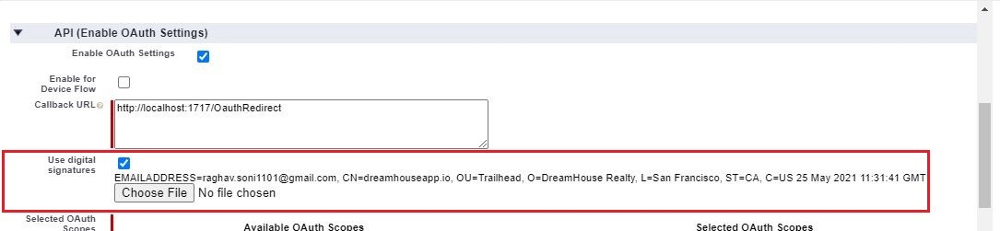 API (Enable OAuth Settings)
Enable OAuth Settings
Enable for
Device Flow
Callback URL
http://localhost:1717/OauthRedirect
Use digital
signatures
EMAILADDRESS=raghav.soni1101@gmail.com, CN=dreamhouseapp.io, OU=Trailhead, O=DreamHouse Realty, L=San Francisco, ST=CA, C=US 25 May 2021 11:31:41 GMT
Choose File No file chosen
Selected OAuth
Scopes
Available OAuth Scopes
Selected OAuth Scopes